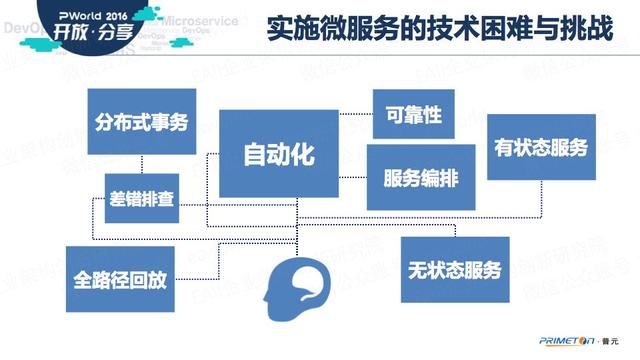 PWorld 2016
开放·分享
DevOps
Microservice
DevOps
实施微服务的技术困难与挑战
分布式事务
自动化
可靠性
有状态服务
差错排查
服务编排
全路径回放
无状态服务
PRIMETON·普元